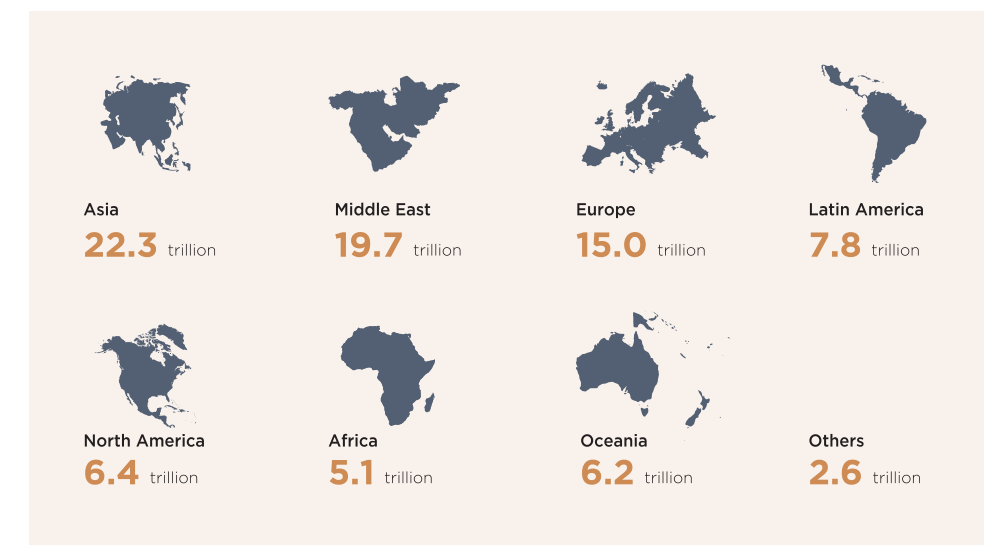 Asia
22.3 trillion
Middle East
19.7 trillion
Europe
15.0 trillion
Latin America
7.8 trillion
North America
6.4 trillion
Africa
5.1 trillion
Oceania
6.2 trillion
Others
2.6 trillion